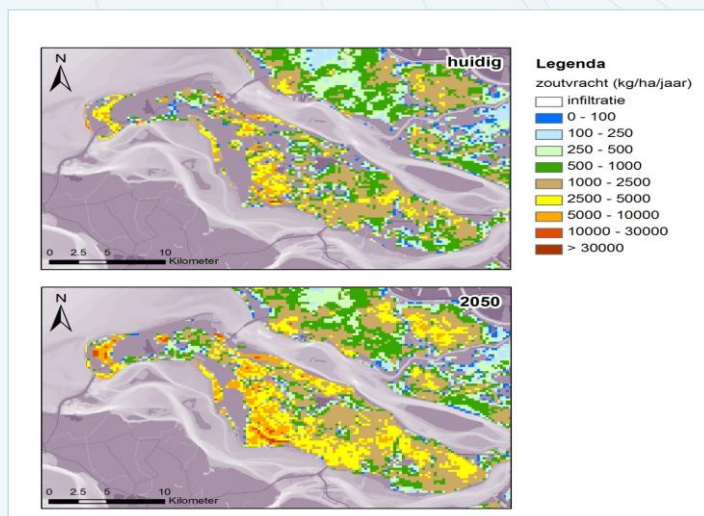 N
huidig
0 2.5 5 10
Kilometer
Legenda
zoutvracht (kg/ha/jaar)
infiltratie
0 - 100
100 - 250
250 - 500
500 - 1000
1000 - 2500
2500 - 5000
5000 - 10000
10000 - 30000
> 30000
N
2050
0 2.5 5 10
Kilometer